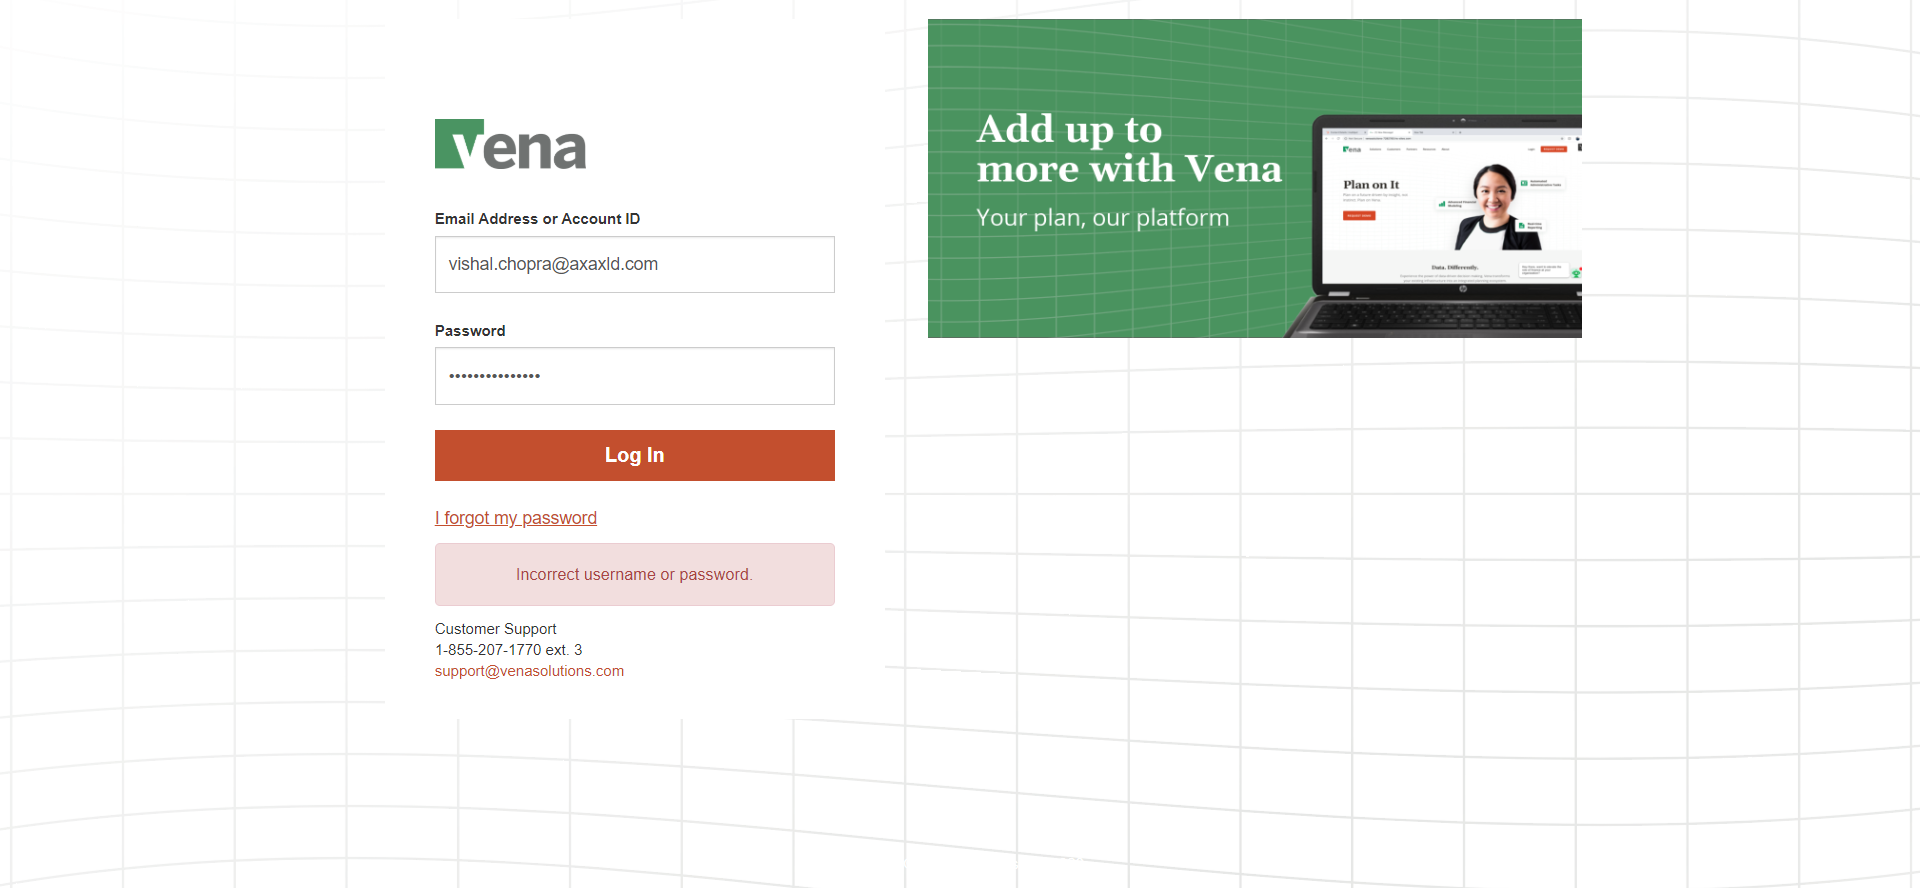 vena
Email Address or Account ID
vishal.chopra@axaxld.com
Password
•••••••••••••••
Log In
I forgot my password
Incorrect username or password.
Customer Support
1-855-207-1770 ext. 3
support@venasolutions.com
Add up to
more with Vena
Your plan, our platform
vena
Plan on It
Data. Differently.
hp